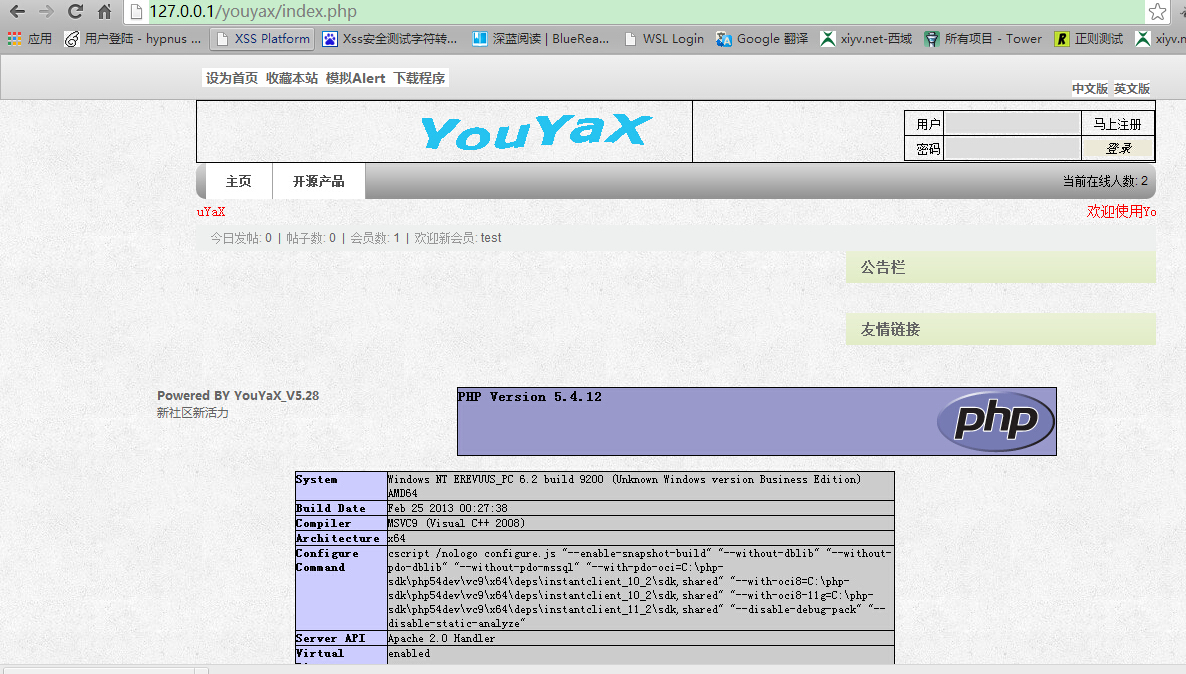 127.0.0.1/youyax/index.php
应用 用户登陆 - hypnus ... XSS Platform Xss安全测试字符转... 深蓝阅读 | BlueRea... WSL Login Google 翻译 xiyv.net-西域 所有项目 - Tower 正则测试 xiyv.n
设为首页 收藏本站 模拟Alert 下载程序
中文版 英文版
YouYaX
用户 马上注册
密码 登录
主页 开源产品 当前在线人数: 2
uYaX 欢迎使用Yo
今日发帖: 0 | 帖子数: 0 | 会员数: 1 | 欢迎新会员: test
公告栏
友情链接
Powered BY YouYaX_V5.28
新社区新活力
PHP Version 5.4.12
php
System Windows NT EREVUUS_PC 6.2 build 9200 (Unknown Windows version Business Edition)
AMD64
Build Date Feb 25 2013 00:27:38
Compiler MSVC9 (Visual C++ 2008)
Architecture x64
Configure cscript /nologo configure.js "--enable-snapshot-build" "--without-dblib" "--without-
Command pdo-dblib" "--without-pdo-mssql" "--with-pdo-oci=C:\php-
sdk\php54dev\vc9\x64\deps\instantclient_10_2\sdk,shared" "--with-oci8=C:\php-
sdk\php54dev\vc9\x64\deps\instantclient_10_2\sdk,shared" "--with-oci8-11g=C:\php-
sdk\php54dev\vc9\x64\deps\instantclient_11_2\sdk,shared" "--disable-debug-pack" "--
disable-static-analyze"
Server API Apache 2.0 Handler
Virtual enabled